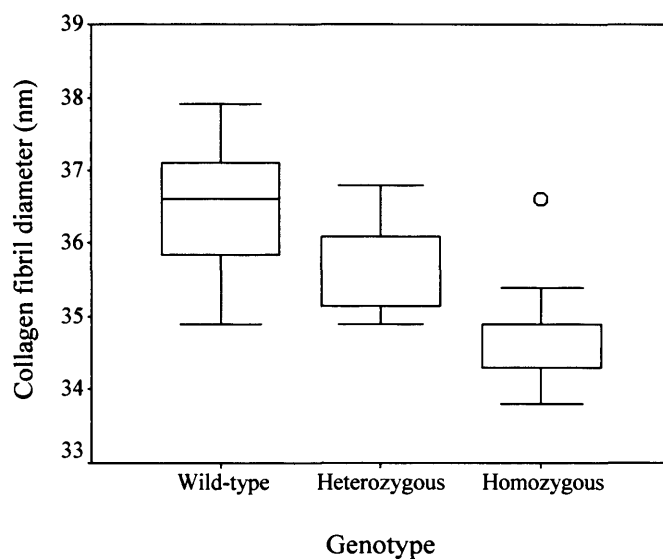 Collagen fibril diameter (nm)
39
38
37
36
35
34
33
Wild-type Heterozygous Homozygous
Genotype